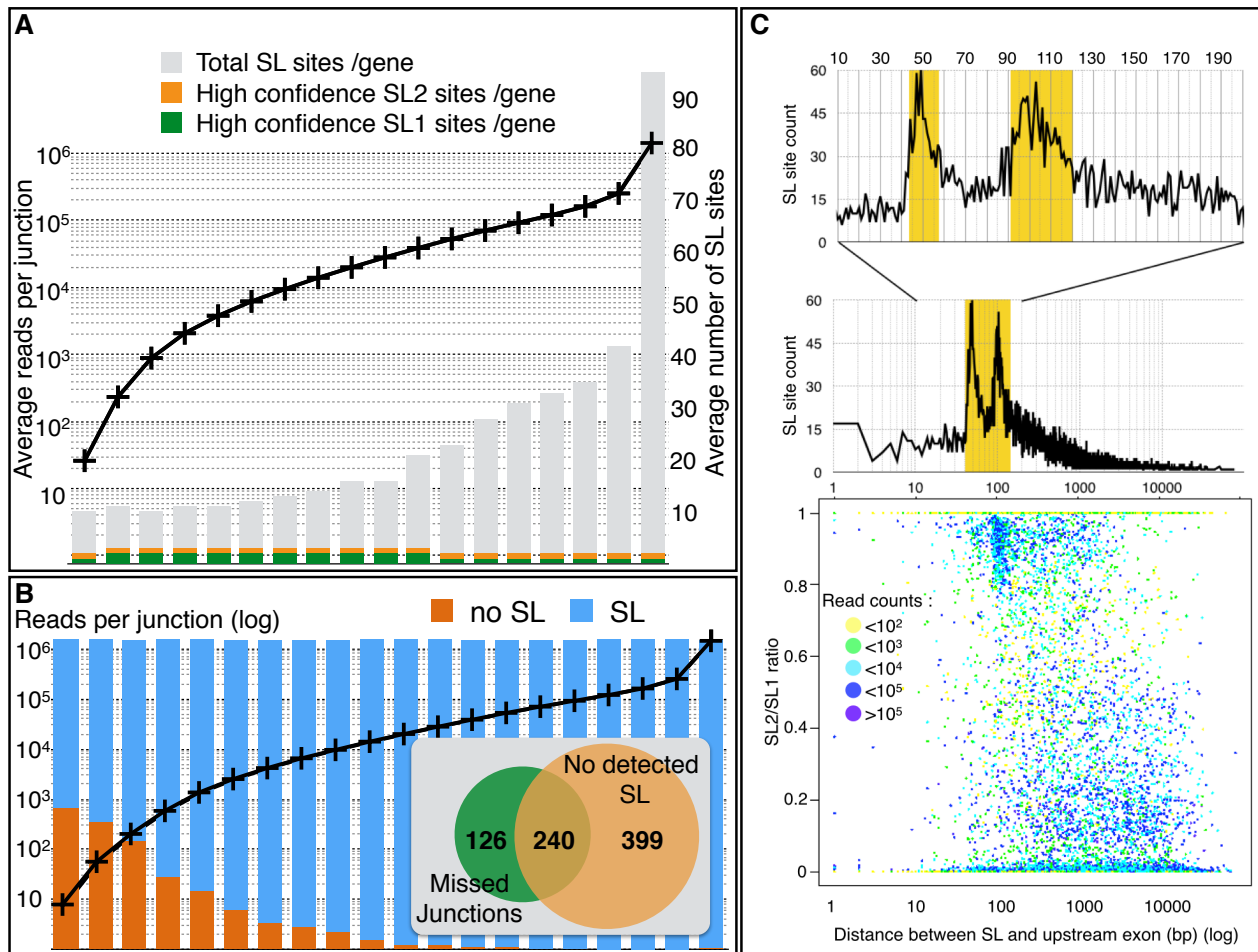 A
Total SL sites /gene
High confidence SL2 sites /gene
High confidence SL1 sites /gene
Average reads per junction
10⁶
10⁵
10⁴
10³
10²
10
90
80
70
60
50
40
30
20
10
Average number of SL sites
B
Reads per junction (log)
no SL
SL
10⁶
10⁵
10⁴
10³
10²
10
No detected
SL
126
240
399
Missed
Junctions
C
10 30 50 70 90 110 130 150 170 190
SL site count
60
45
30
15
0
SL site count
60
45
30
15
0
1 10 100 1000 10000
SL2/SL1 ratio
1
0.8
0.6
0.4
0.2
0
Read counts :
<10²
<10³
<10⁴
<10⁵
>10⁵
1 10 100 1000 10000
Distance between SL and upstream exon (bp) (log)